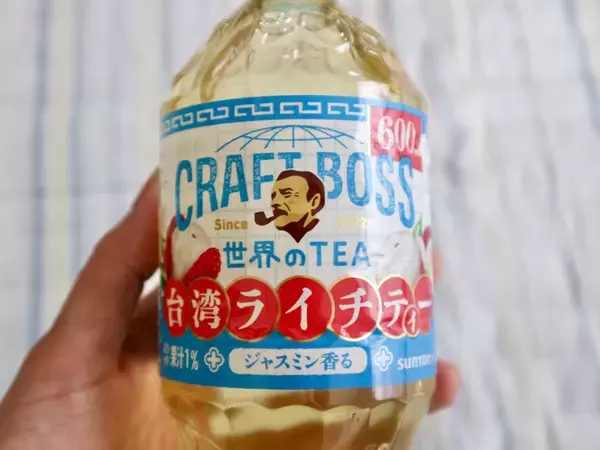 600
CRAFT BOSS
Since
世界のTEA
台湾ライチティー
果汁1%
ジャスミン香る
SUNTOR